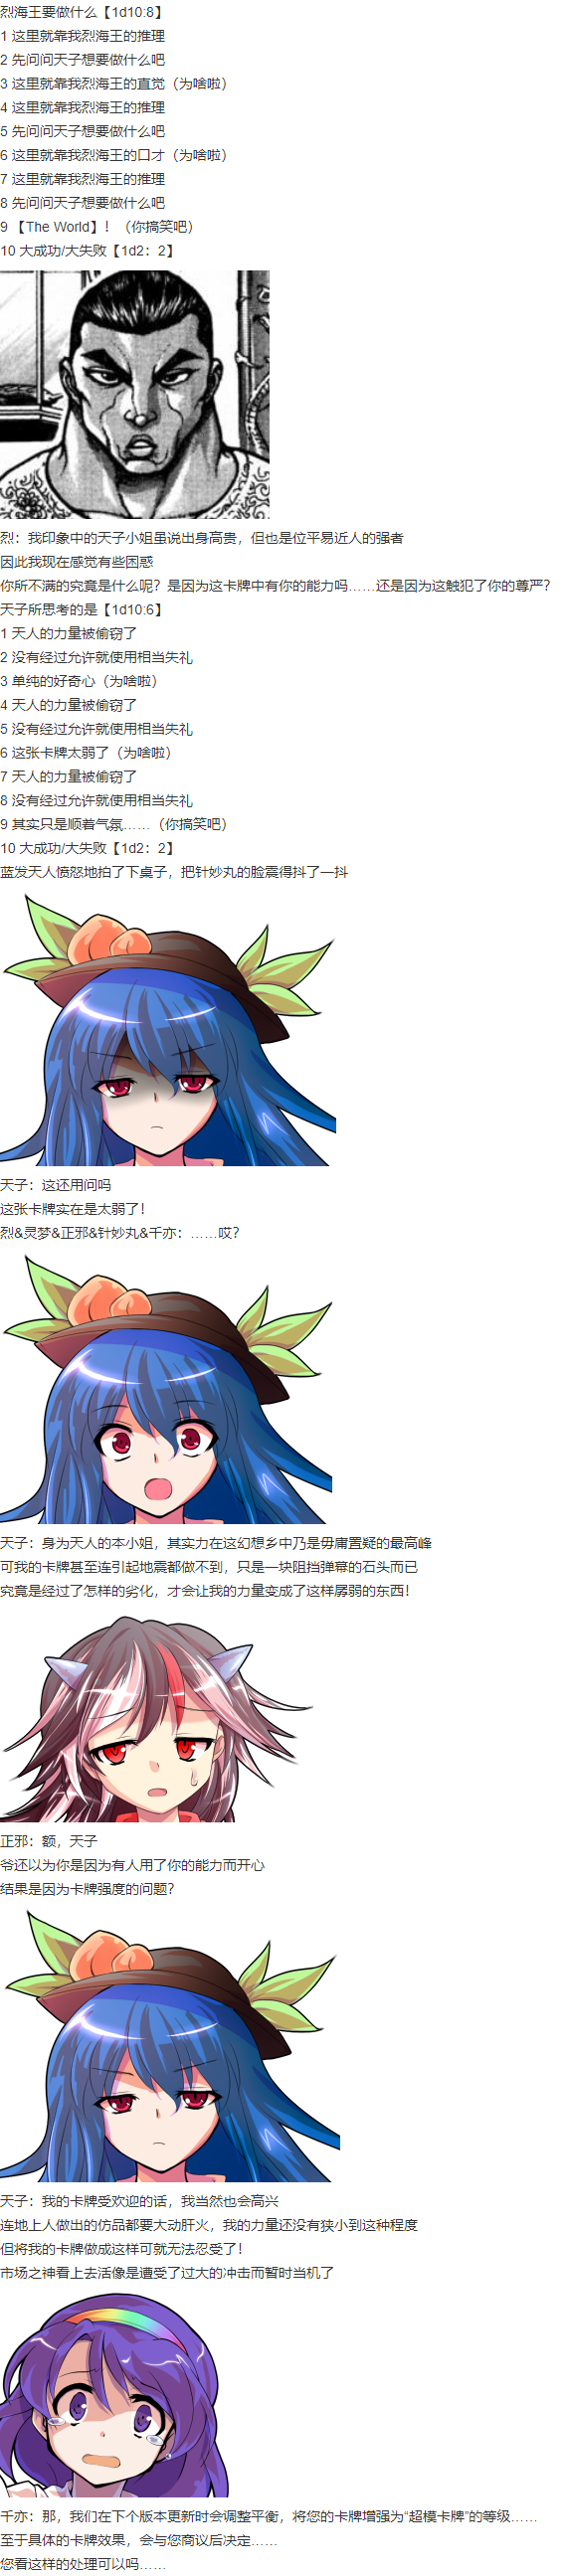 烈海王要做什么【1d10:8】
1 这里就靠我烈海王的推理
2 先问问天子想要做什么吧
3 这里就靠我烈海王的直觉（为啥啦）
4 这里就靠我烈海王的推理
5 先问问天子想要做什么吧
6 这里就靠我烈海王的口才（为啥啦）
7 这里就靠我烈海王的推理
8 先问问天子想要做什么吧
9 【The World】！（你搞笑吧）
10 大成功/大失败【1d2：2】
烈：我印象中的天子小姐虽说出身高贵，但也是位平易近人的强者
因此我现在感觉有些困惑
你所不满的究竟是什么呢？是因为这卡牌中有你的能力吗……还是因为这触犯了你的尊严？
天子所思考的是【1d10:6】
1 天人的力量被偷窃了
2 没有经过允许就使用相当失礼
3 单纯的好奇心（为啥啦）
4 天人的力量被偷窃了
5 没有经过允许就使用相当失礼
6 这张卡牌太弱了（为啥啦）
7 天人的力量被偷窃了
8 没有经过允许就使用相当失礼
9 其实只是顺着气氛……（你搞笑吧）
10 大成功/大失败【1d2：2】
蓝发天人愤怒地拍了下桌子，把针妙丸的脸震得抖了一抖
天子：这还用问吗
这张卡牌实在是太弱了！
烈&灵梦&正邪&针妙丸&千亦：……哎？
天子：身为天人的本小姐，其实力在这幻想乡中乃是毋庸置疑的最高峰
可我的卡牌甚至连引起地震都做不到，只是一块阻挡弹幕的石头而已
究竟是经过了怎样的劣化，才会让我的力量变成了这样孱弱的东西！
正邪：额，天子
爷还以为你是因为有人用了你的能力而开心
结果是因为卡牌强度的问题？
天子：我的卡牌受欢迎的话，我当然也会高兴
连地上人做出的仿品都要大动肝火，我的力量还没有狭小到这种程度
但将我的卡牌做成这样可就无法忍受了！
市场之神看上去活像是遭受了过大的冲击而暂时当机了
千亦：那，我们在下个版本更新时会调整平衡，将您的卡牌增强为“超模卡牌”的等级……
至于具体的卡牌效果，会与您商议后决定……
您看这样的处理可以吗……